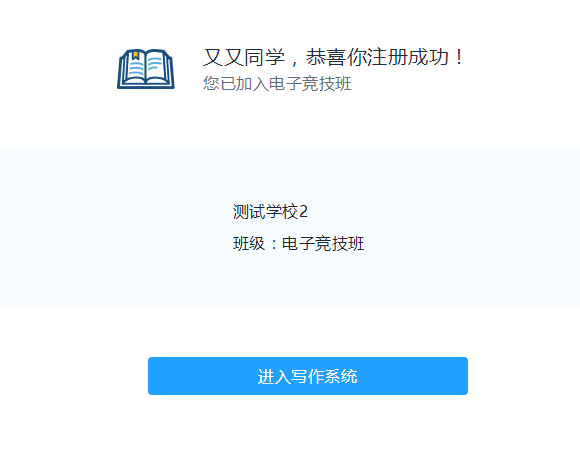 又又同学，恭喜你注册成功！
您已加入电子竞技班
测试学校2
班级：电子竞技班
进入写作系统